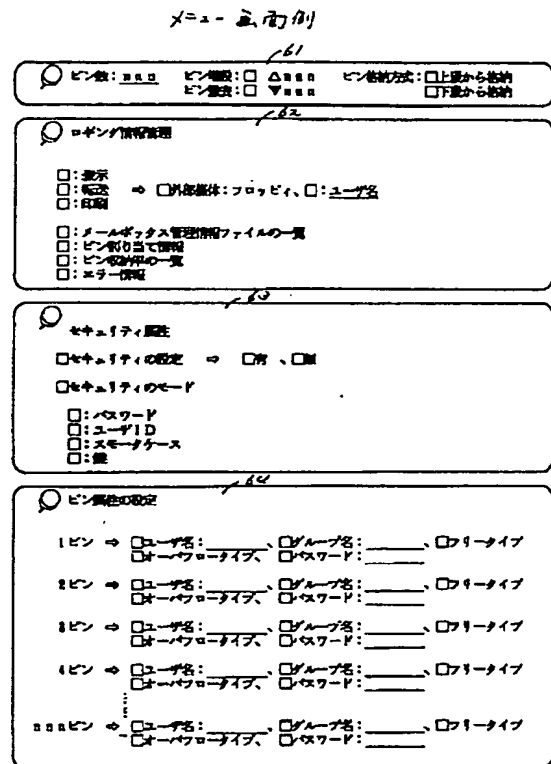 メニュー画面例
61
ビン数：nnn ビン増設：□ △nnn ビン格納方式：□上段から格納
ビン撤去：□ ▼nnn □下段から格納
62
ロギング情報管理
□：表示
□：転送 ⇨ □外部媒体：フロッピィ、□：ユーザ名
□：印刷
□：メールボックス管理情報ファイルの一覧
□：ビン割り当て情報
□：ビン収納率の一覧
□：エラー情報
63
セキュリティ属性
□セキュリティの設定 ⇨ □有 、□無
□セキュリティのモード
□：パスワード
□：ユーザID
□：スモータケース
□：鍵
64
ビン属性の設定
1ビン ⇨ □ユーザ名：＿＿＿、□グループ名：＿＿＿、□フリータイプ
□オーバフロータイプ、 □パスワード：＿＿＿
2ビン ⇨ □ユーザ名：＿＿＿、□グループ名：＿＿＿、□フリータイプ
□オーバフロータイプ、 □パスワード：＿＿＿
3ビン ⇨ □ユーザ名：＿＿＿、□グループ名：＿＿＿、□フリータイプ
□オーバフロータイプ、 □パスワード：＿＿＿
4ビン ⇨ □ユーザ名：＿＿＿、□グループ名：＿＿＿、□フリータイプ
□オーバフロータイプ、 □パスワード：＿＿＿
nnnビン ⇨ □ユーザ名：＿＿＿、□グループ名：＿＿＿、□フリータイプ
□オーバフロータイプ、 □パスワード：＿＿＿